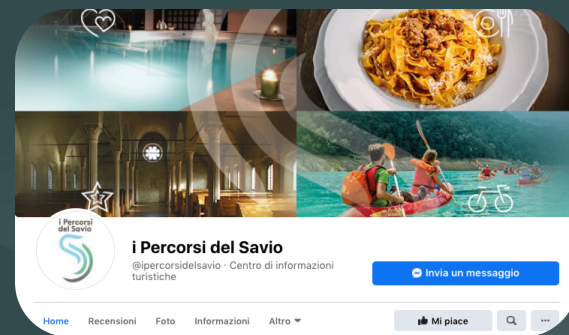 i Percorsi
del Savio
i Percorsi del Savio
@ipercorsidelsavio · Centro di informazioni
turistiche
Invia un messaggio
Home Recensioni Foto Informazioni Altro
Mi piace